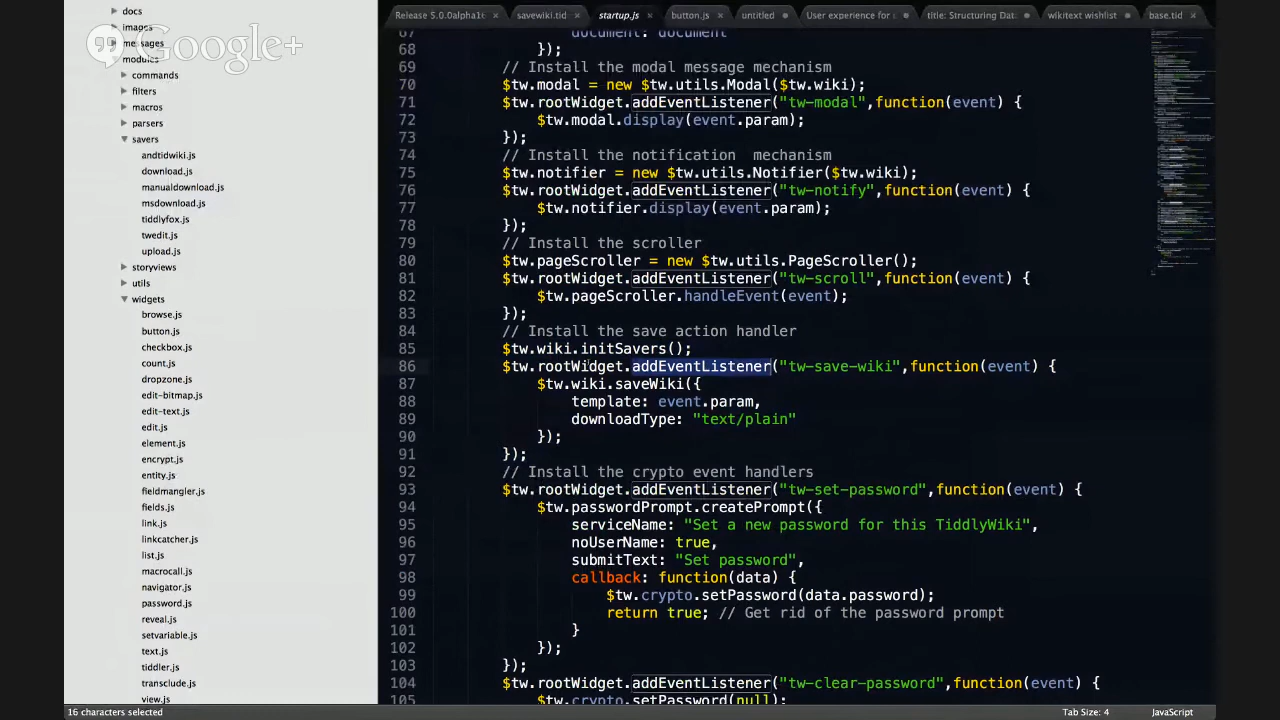 docs
images
messages
modules
commands
filters
macros
parsers
savers
andtidwiki.js
download.js
manualdownload.js
msdownload.js
tiddlyfox.js
twedit.js
upload.js
storyviews
utils
widgets
browse.js
button.js
checkbox.js
count.js
dropzone.js
edit-bitmap.js
edit-text.js
edit.js
element.js
encrypt.js
entity.js
fieldmangler.js
fields.js
link.js
linkcatcher.js
list.js
macrocall.js
navigator.js
password.js
reveal.js
setvariable.js
text.js
tiddler.js
transclude.js
view.js
Google+
Release 5.0.0alpha1 savewiki.tid startup.js button.js untitled User experience for title: Structuring Dat wikitext wishlist base.tid
67 document: document
68 });
69 // Install the modal message mechanism
70 $tw.modal = new $tw.utils.Modal($tw.wiki);
71 $tw.rootWidget.addEventListener("tw-modal",function(event) {
72 $tw.modal.display(event.param);
73 });
74 // Install the notification mechanism
75 $tw.notifier = new $tw.utils.Notifier($tw.wiki);
76 $tw.rootWidget.addEventListener("tw-notify",function(event) {
77 $tw.notifier.display(event.param);
78 });
79 // Install the scroller
80 $tw.pageScroller = new $tw.utils.PageScroller();
81 $tw.rootWidget.addEventListener("tw-scroll",function(event) {
82 $tw.pageScroller.handleEvent(event);
83 });
84 // Install the save action handler
85 $tw.wiki.initSavers();
86 $tw.rootWidget.addEventListener("tw-save-wiki",function(event) {
87 $tw.wiki.saveWiki({
88 template: event.param,
89 downloadType: "text/plain"
90 });
91 });
92 // Install the crypto event handlers
93 $tw.rootWidget.addEventListener("tw-set-password",function(event) {
94 $tw.passwordPrompt.createPrompt({
95 serviceName: "Set a new password for this TiddlyWiki",
96 noUserName: true,
97 submitText: "Set password",
98 callback: function(data) {
99 $tw.crypto.setPassword(data.password);
100 return true; // Get rid of the password prompt
101 }
102 });
103 });
104 $tw.rootWidget.addEventListener("tw-clear-password",function(event) {
105 $tw.crypto.setPassword(null);
16 characters selected Tab Size: 4 JavaScript